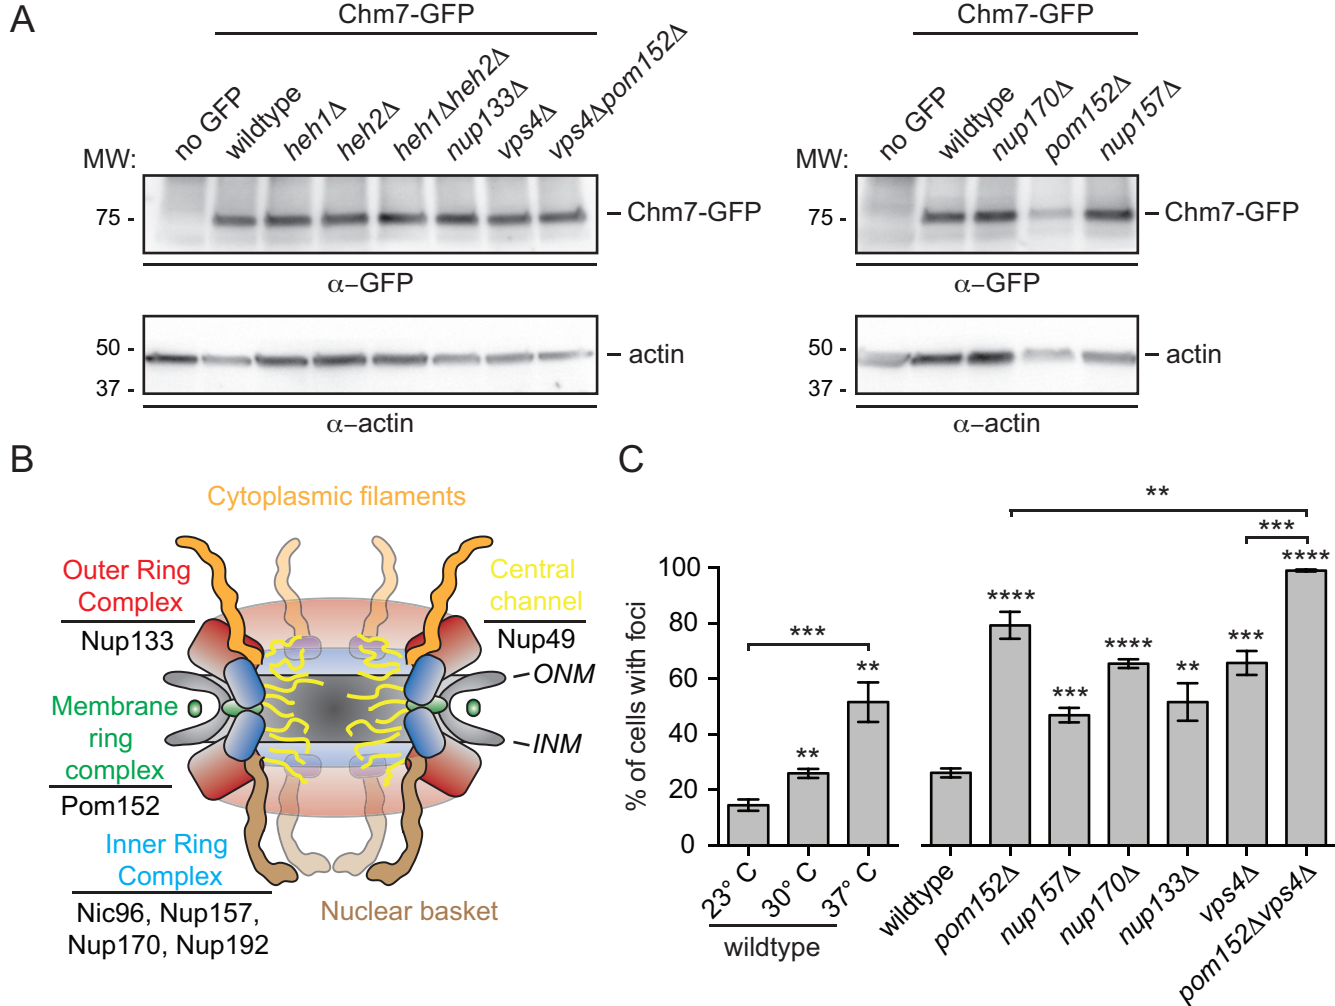 A
Chm7-GFP
no GFP
wildtype
heh1Δ
heh2Δ
heh1Δheh2Δ
nup133Δ
vps4Δ
vps4Δpom152Δ
MW:
75 -
Chm7-GFP
α–GFP
50 -
37 -
actin
α–actin
Chm7-GFP
no GFP
wildtype
nup170Δ
pom152Δ
nup157Δ
MW:
75 -
Chm7-GFP
α–GFP
50 -
37 -
actin
α–actin
B
Cytoplasmic filaments
Outer Ring
Complex
Nup133
Central
channel
Nup49
ONM
INM
Membrane
ring
complex
Pom152
Inner Ring
Complex
Nic96, Nup157,
Nup170, Nup192
Nuclear basket
C
% of cells with foci
100
80
60
40
20
0
***
**
**
**
***
****
****
***
****
**
***
23° C
30° C
37° C
wildtype
wildtype
pom152Δ
nup157Δ
nup170Δ
nup133Δ
vps4Δ
pom152Δvps4Δ